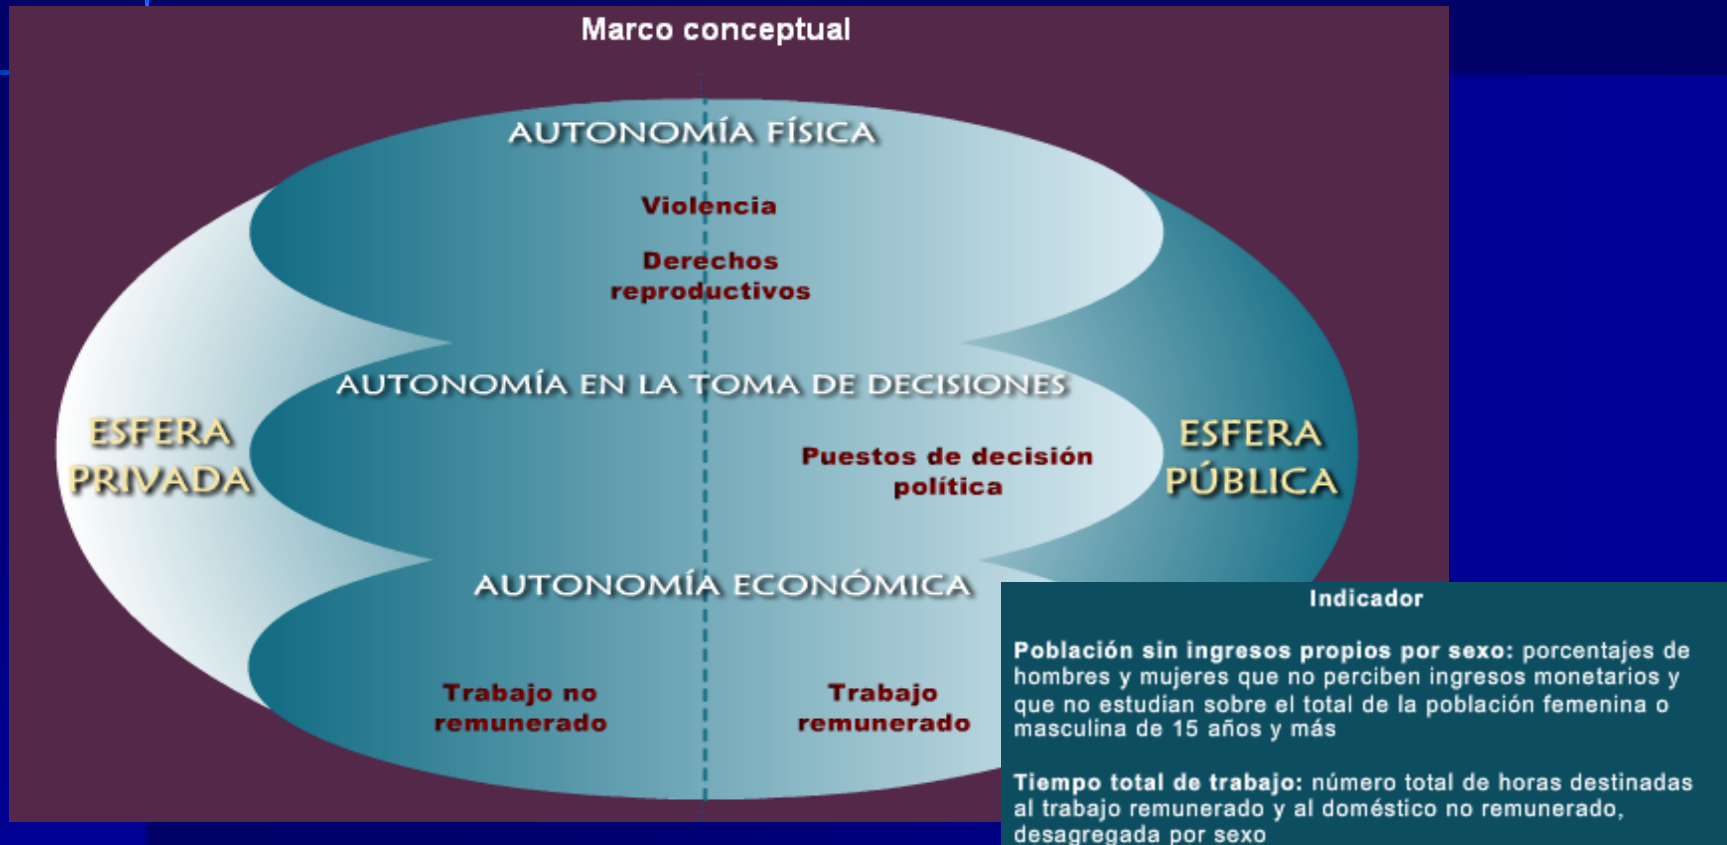 Marco conceptual
AUTONOMÍA FÍSICA
Violencia
Derechos
reproductivos
AUTONOMÍA EN LA TOMA DE DECISIONES
ESFERA
PRIVADA
Puestos de decisión
política
ESFERA
PÚBLICA
AUTONOMÍA ECONÓMICA
Trabajo no
remunerado
Trabajo
remunerado
Indicador
Población sin ingresos propios por sexo: porcentajes de
hombres y mujeres que no perciben ingresos monetarios y
que no estudian sobre el total de la población femenina o
masculina de 15 años y más
Tiempo total de trabajo: número total de horas destinadas
al trabajo remunerado y al doméstico no remunerado,
desagregada por sexo